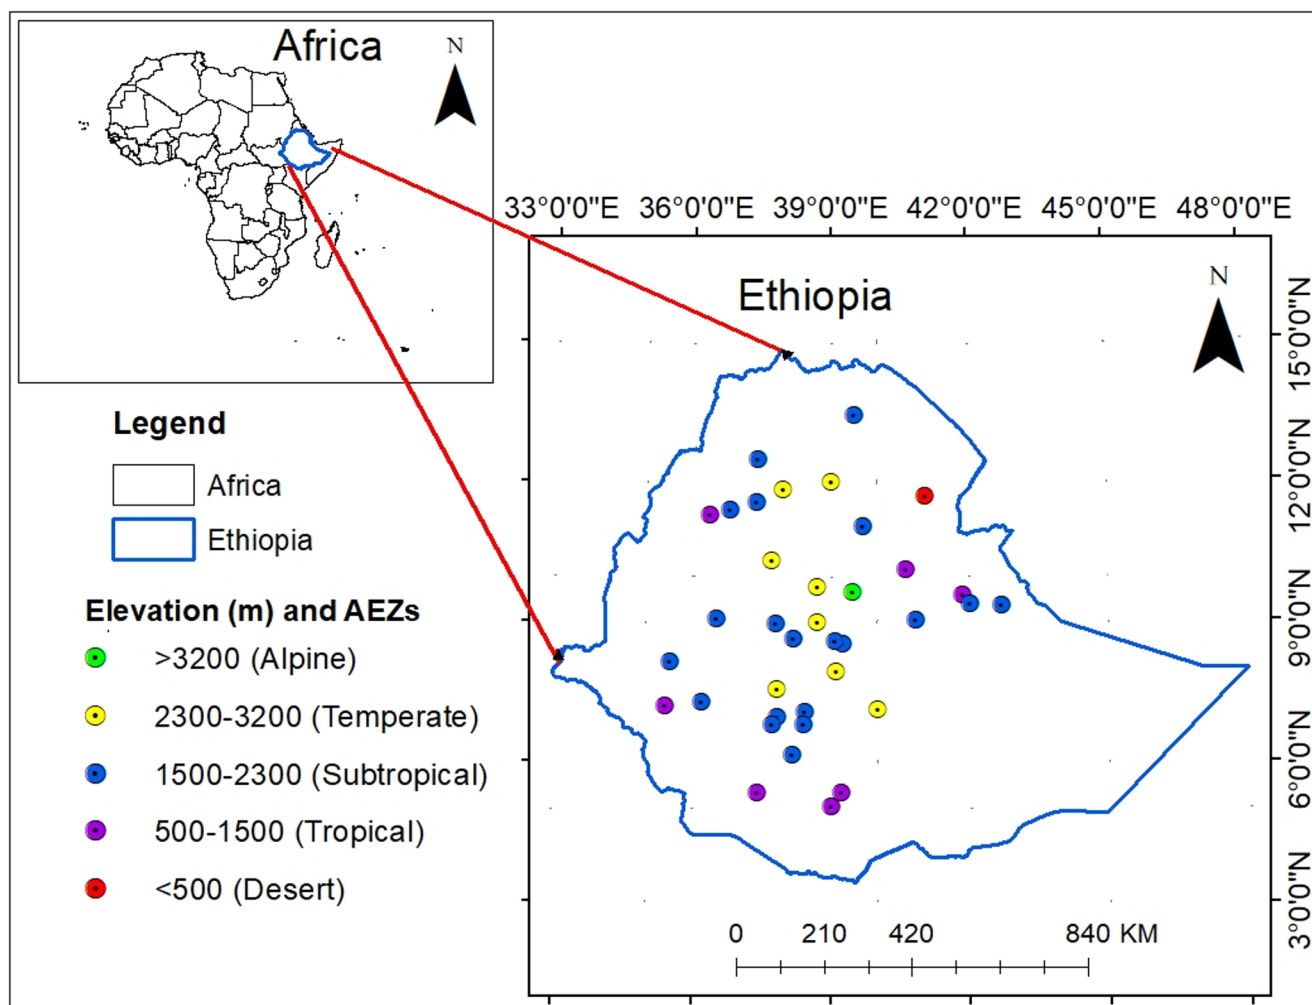 Africa
N
33°0'0"E 36°0'0"E 39°0'0"E 42°0'0"E 45°0'0"E 48°0'0"E
Ethiopia
N
15°0'0"N
12°0'0"N
9°0'0"N
6°0'0"N
3°0'0"N
Legend
Africa
Ethiopia
Elevation (m) and AEZs
>3200 (Alpine)
2300-3200 (Temperate)
1500-2300 (Subtropical)
500-1500 (Tropical)
<500 (Desert)
0 210 420 840 KM